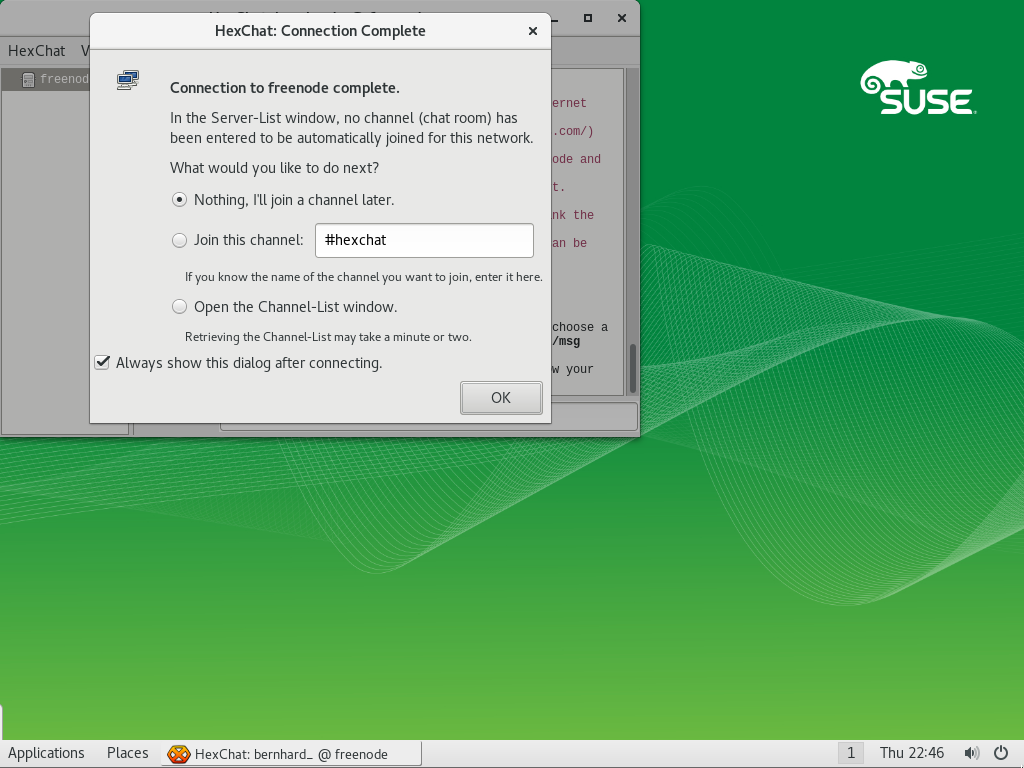 HexChat: Connection Complete
HexChat
freenode
Connection to freenode complete.
In the Server-List window, no channel (chat room) has
been entered to be automatically joined for this network.
What would you like to do next?
Nothing, I'll join a channel later.
Join this channel: #hexchat
If you know the name of the channel you want to join, enter it here.
Open the Channel-List window.
Retrieving the Channel-List may take a minute or two.
Always show this dialog after connecting.
OK
.com/)
and
t.
the
an be
choose a
/msg
your
SUSE
Applications Places HexChat: bernhard_ @ freenode 1 Thu 22:46